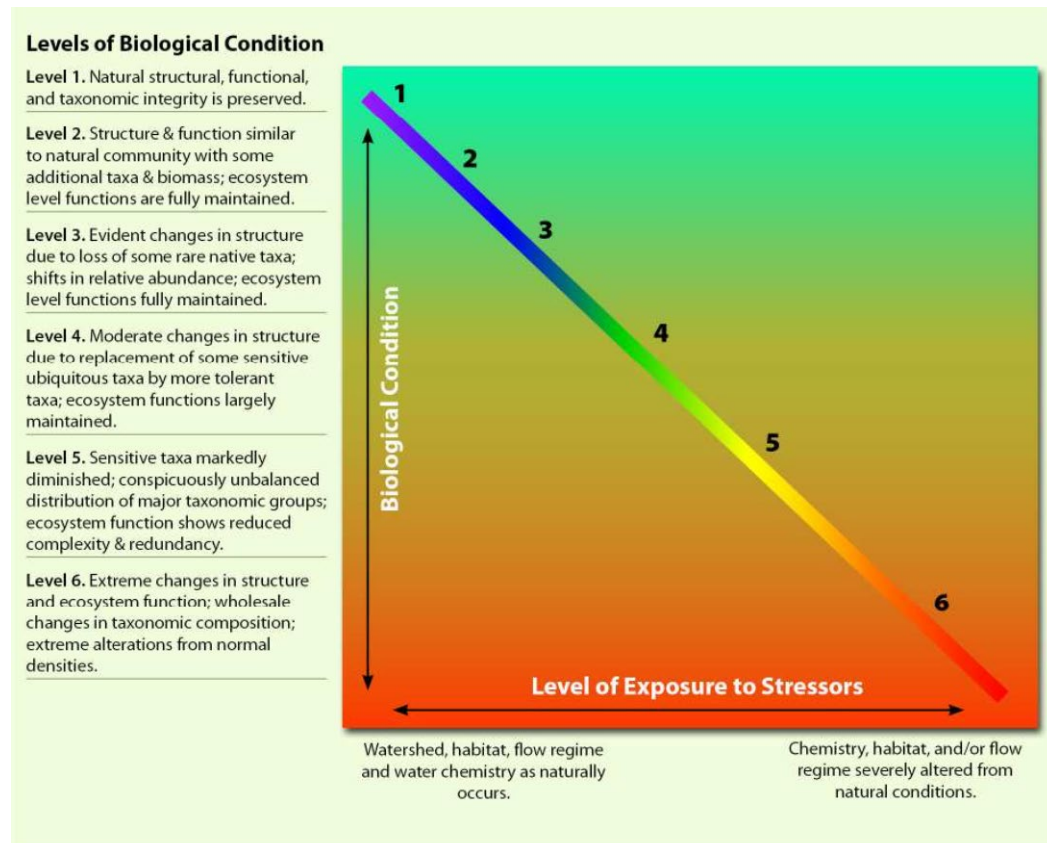 Levels of Biological Condition
Level 1. Natural structural, functional,
and taxonomic integrity is preserved.
Level 2. Structure & function similar
to natural community with some
additional taxa & biomass; ecosystem
level functions are fully maintained.
Level 3. Evident changes in structure
due to loss of some rare native taxa;
shifts in relative abundance; ecosystem
level functions fully maintained.
Level 4. Moderate changes in structure
due to replacement of some sensitive
ubiquitous taxa by more tolerant
taxa; ecosystem functions largely
maintained.
Level 5. Sensitive taxa markedly
diminished; conspicuously unbalanced
distribution of major taxonomic groups;
ecosystem function shows reduced
complexity & redundancy.
Level 6. Extreme changes in structure
and ecosystem function; wholesale
changes in taxonomic composition;
extreme alterations from normal
densities.
1
2
3
4
5
6
Biological Condition
Level of Exposure to Stressors
Watershed, habitat, flow regime
and water chemistry as naturally
occurs.
Chemistry, habitat, and/or flow
regime severely altered from
natural conditions.